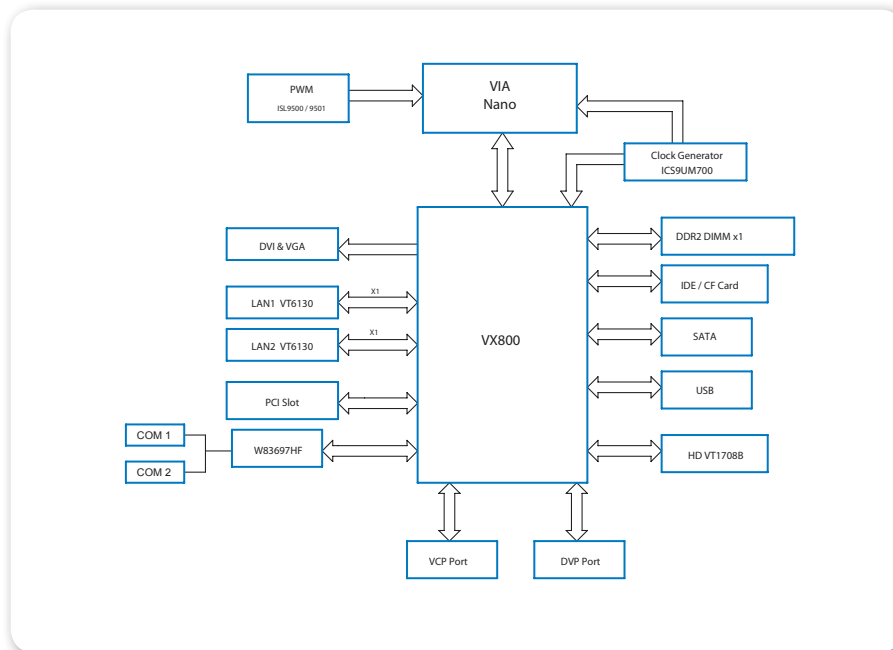 PWM
ISL9500 / 9501
VIA
Nano
Clock Generator
ICS9UM700
DVI & VGA
DDR2 DIMM x1
LAN1 VT6130
X1
IDE / CF Card
LAN2 VT6130
X1
VX800
SATA
PCI Slot
USB
COM 1
COM 2
W83697HF
HD VT1708B
VCP Port
DVP Port